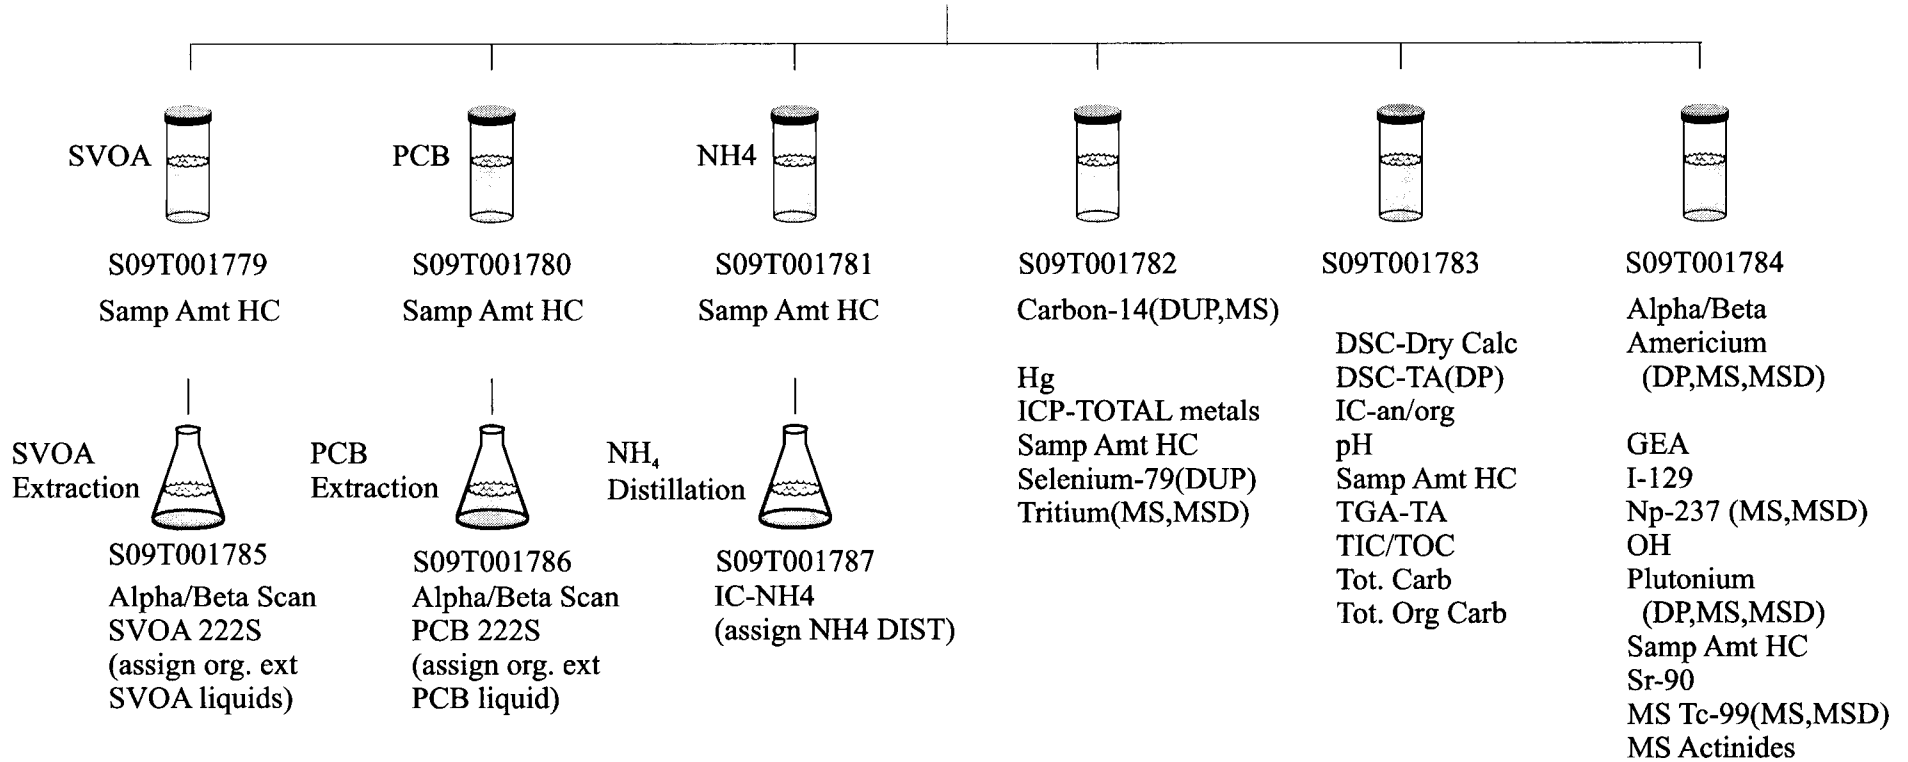 SVOA
S09T001779
Samp Amt HC
SVOA
Extraction
S09T001785
Alpha/Beta Scan
SVOA 222S
(assign org. ext
SVOA liquids)
PCB
S09T001780
Samp Amt HC
PCB
Extraction
S09T001786
Alpha/Beta Scan
PCB 222S
(assign org. ext
PCB liquid)
NH4
S09T001781
Samp Amt HC
NH₄
Distillation
S09T001787
IC-NH4
(assign NH4 DIST)
S09T001782
Carbon-14(DUP,MS)
Hg
ICP-TOTAL metals
Samp Amt HC
Selenium-79(DUP)
Tritium(MS,MSD)
S09T001783
DSC-Dry Calc
DSC-TA(DP)
IC-an/org
pH
Samp Amt HC
TGA-TA
TIC/TOC
Tot. Carb
Tot. Org Carb
S09T001784
Alpha/Beta
Americium
(DP,MS,MSD)
GEA
I-129
Np-237 (MS,MSD)
OH
Plutonium
(DP,MS,MSD)
Samp Amt HC
Sr-90
MS Tc-99(MS,MSD)
MS Actinides